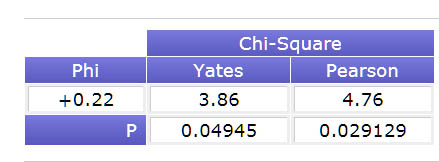 Chi-Square
Phi Yates Pearson
+0.22 3.86 4.76
P 0.04945 0.029129